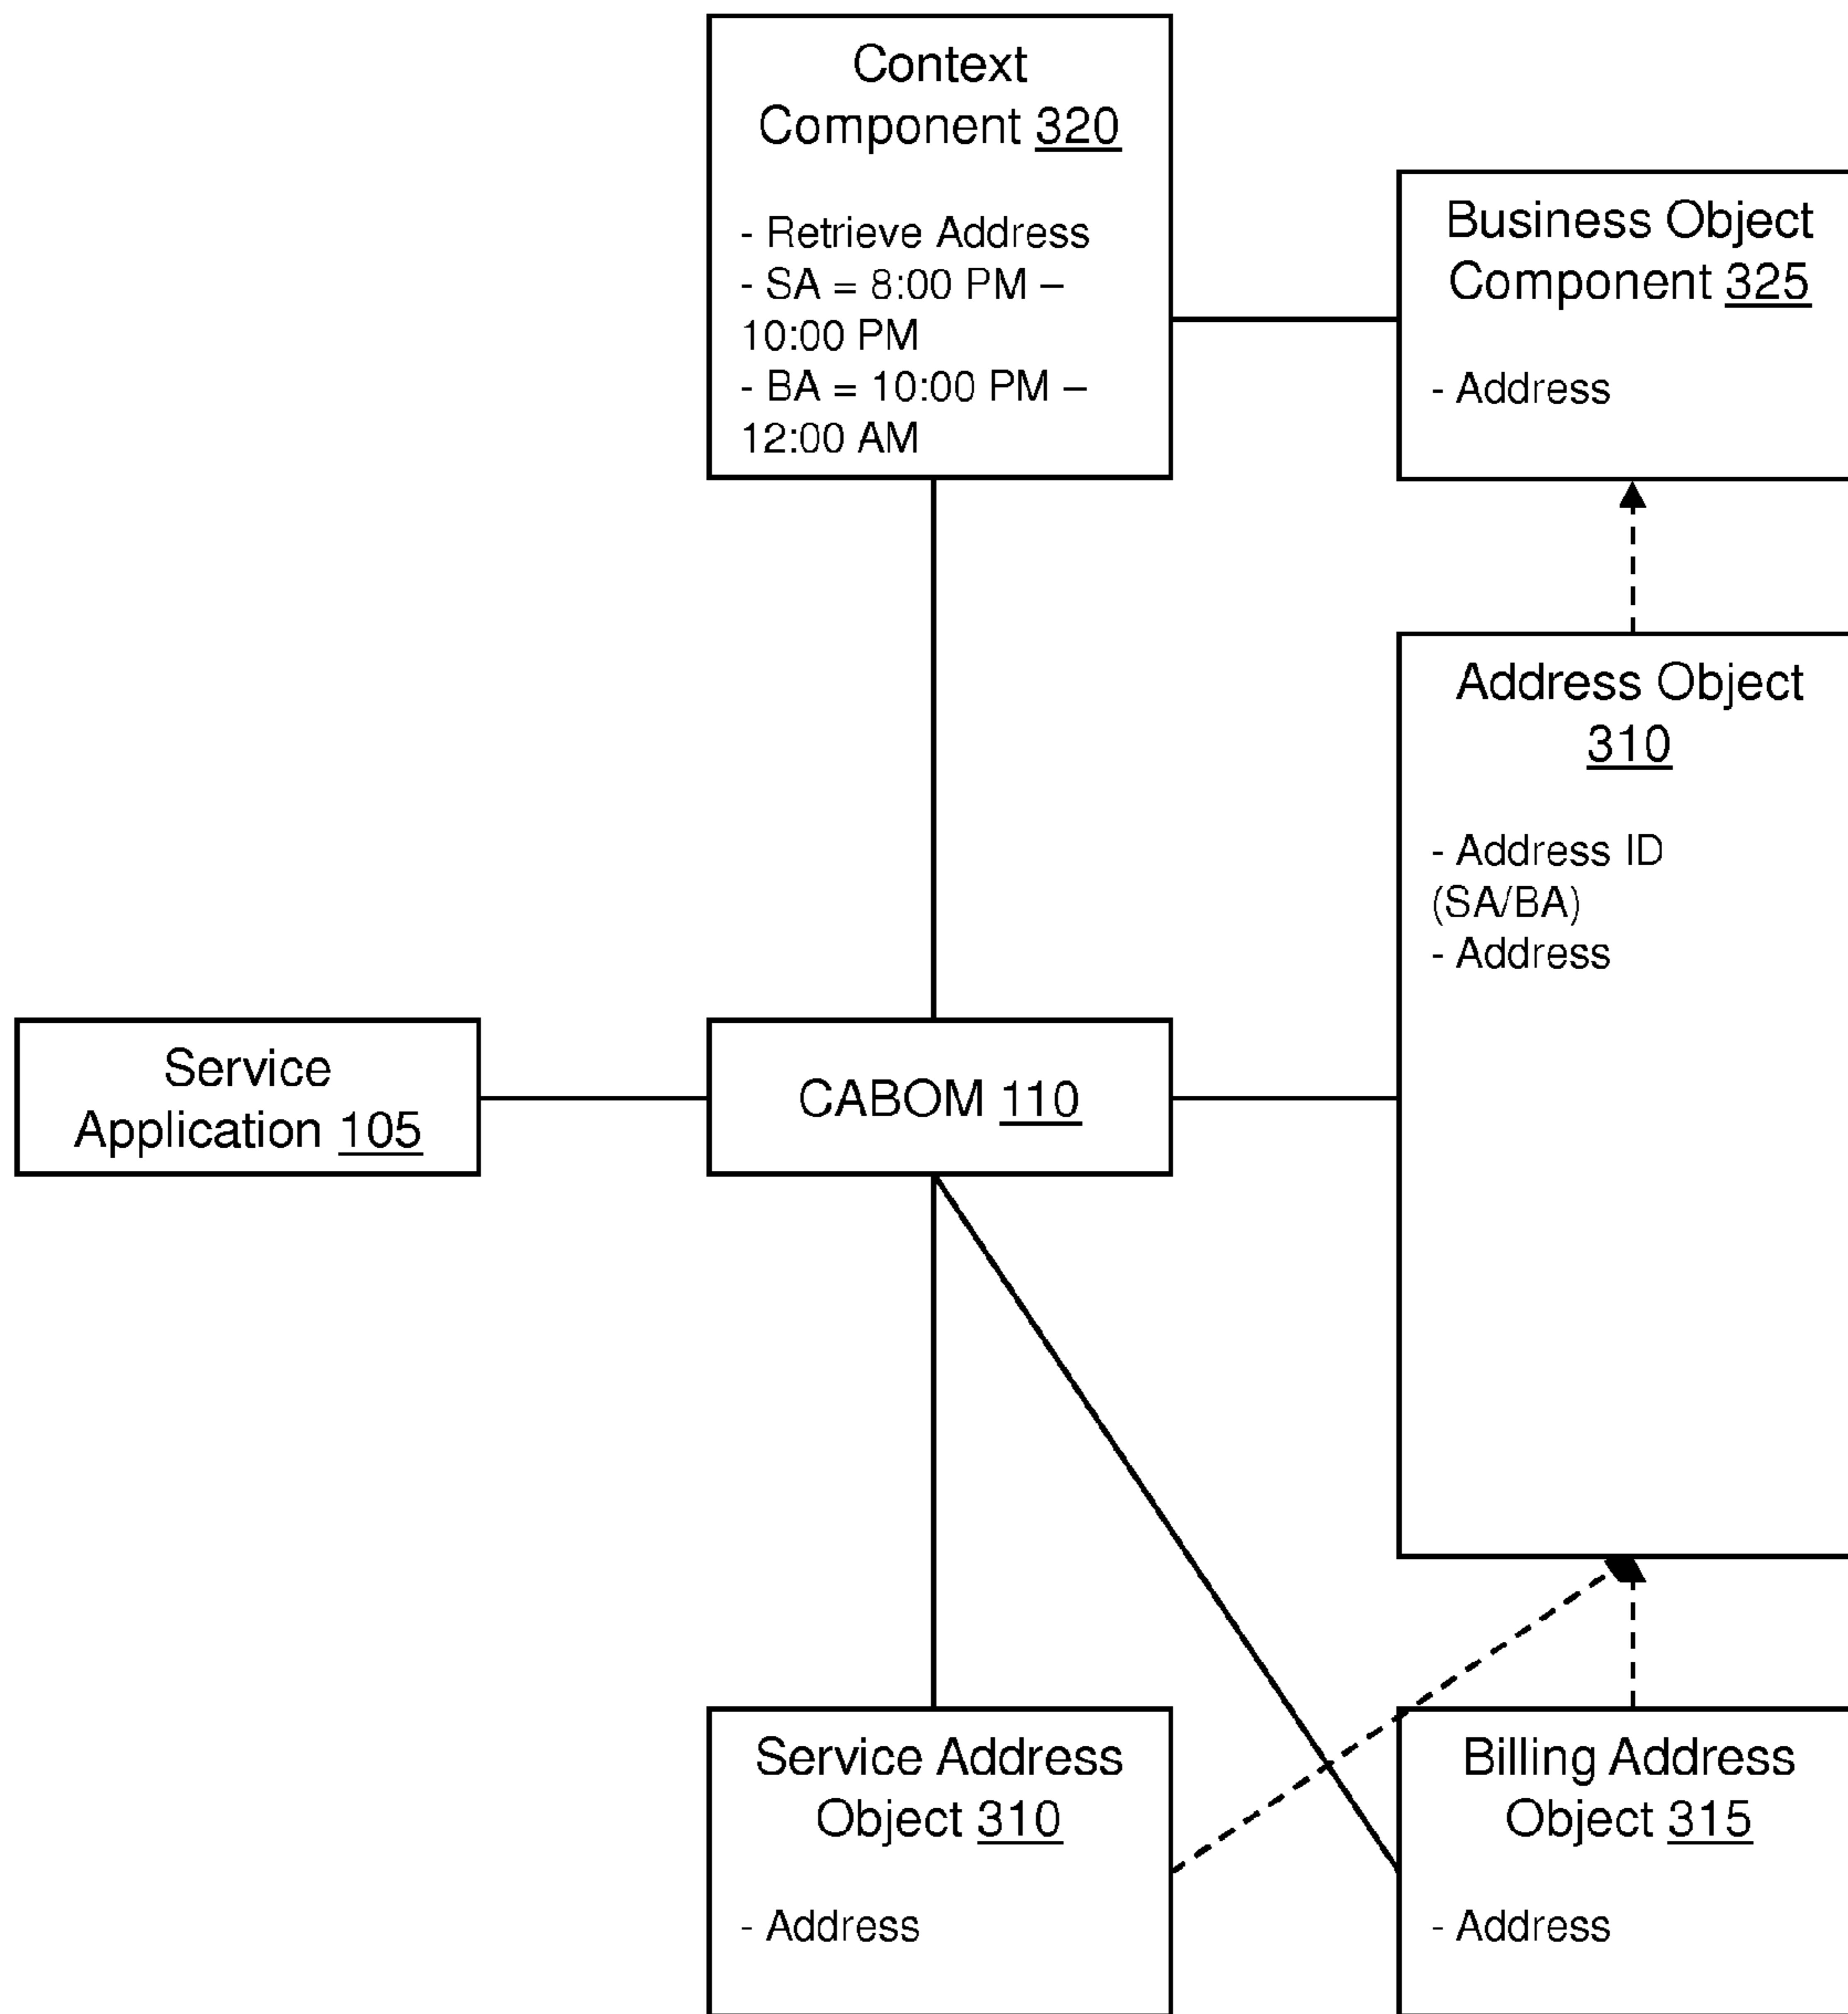 Context
Component 320
- Retrieve Address
- SA = 8:00 PM –
10:00 PM
- BA = 10:00 PM –
12:00 AM
Business Object
Component 325
- Address
Address Object
310
- Address ID
(SA/BA)
- Address
Service
Application 105
CABOM 110
Service Address
Object 310
- Address
Billing Address
Object 315
- Address